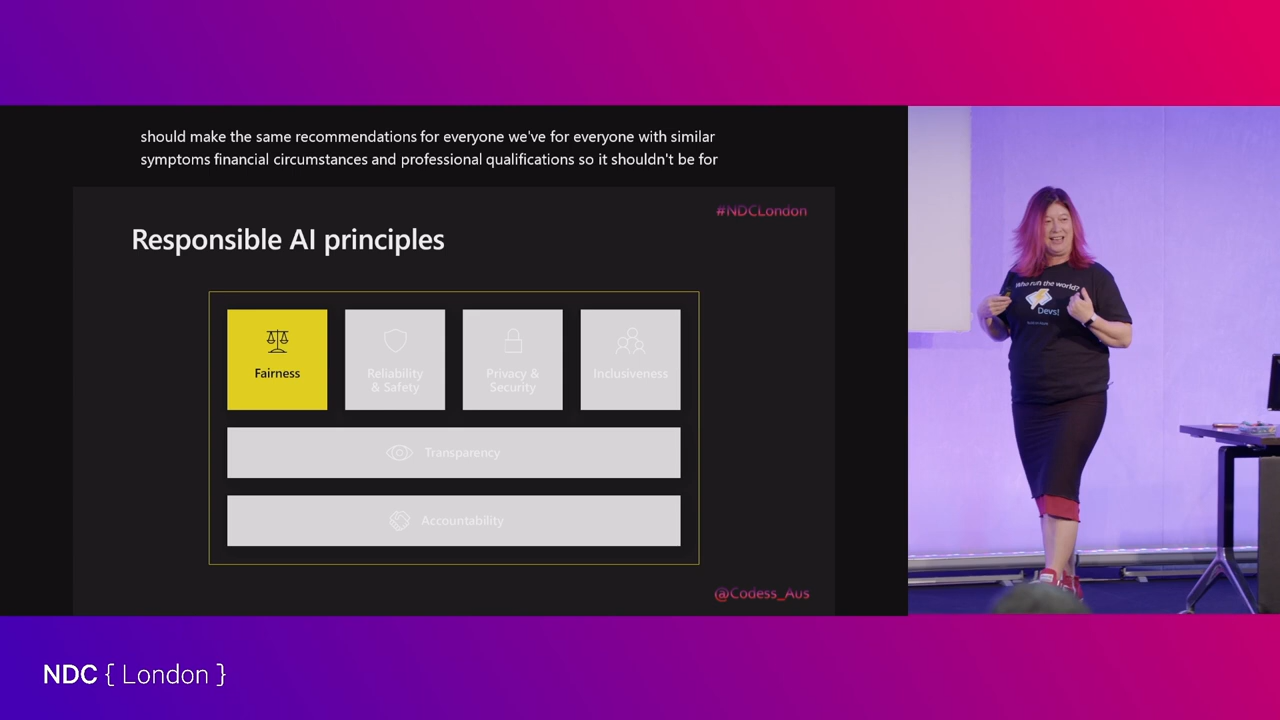 should make the same recommendations for everyone we've for everyone with similar
symptoms financial circumstances and professional qualifications so it shouldn't be for
#NDCLondon
Responsible AI principles
Fairness
Reliability
& Safety
Privacy &
Security
Inclusiveness
Transparency
Accountability
@Codess_Aus
Who run the world?
Devs!
NDC { London }